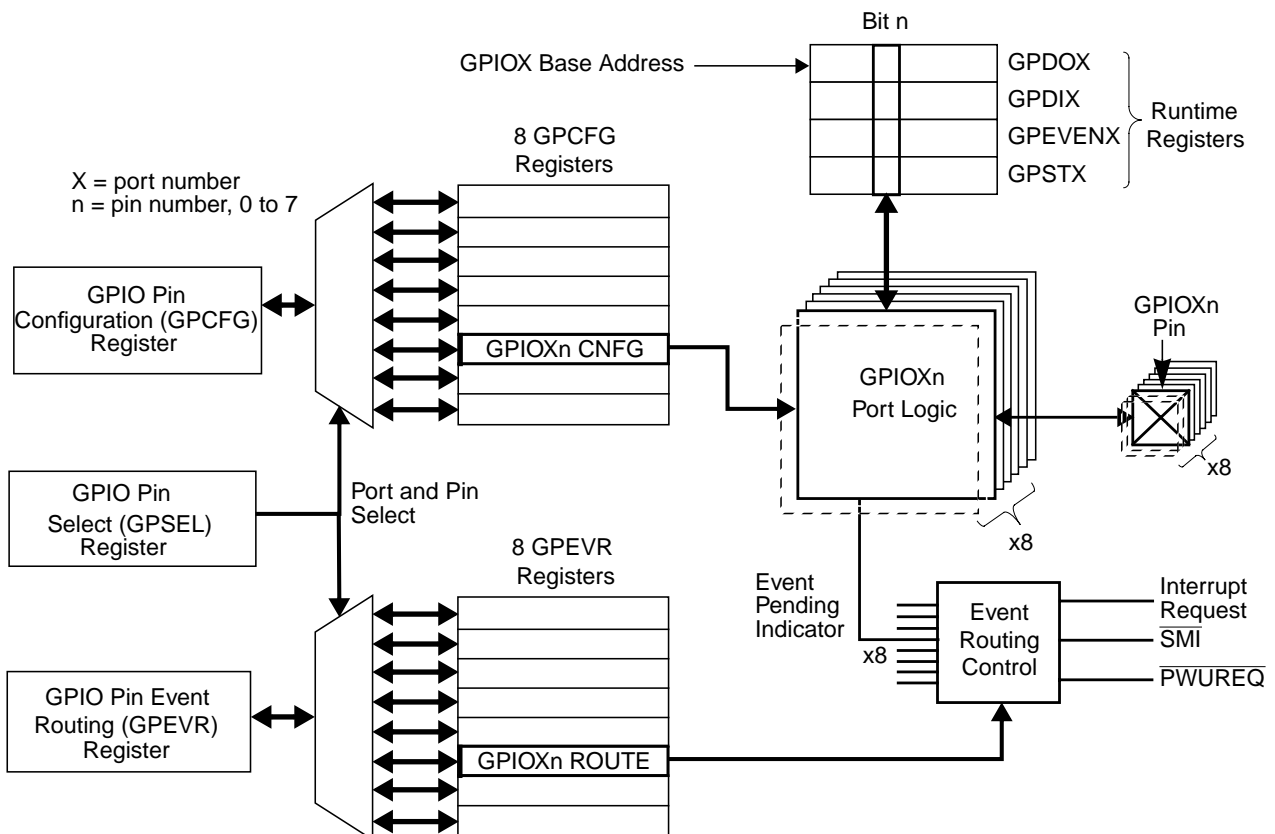 Bit n
GPIOX Base Address
GPDOX
GPDIX
GPEVENX
GPSTX
Runtime
Registers
8 GPCFG
Registers
X = port number
n = pin number, 0 to 7
GPIO Pin
Configuration (GPCFG)
Register
GPIOXn CNFG
GPIOXn
Port Logic
x8
GPIOXn
Pin
x8
GPIO Pin
Select (GPSEL)
Register
Port and Pin
Select
8 GPEVR
Registers
Event
Pending
Indicator
x8
Event
Routing
Control
Interrupt
Request
SMI
PWUREQ
GPIO Pin Event
Routing (GPEVR)
Register
GPIOXn ROUTE